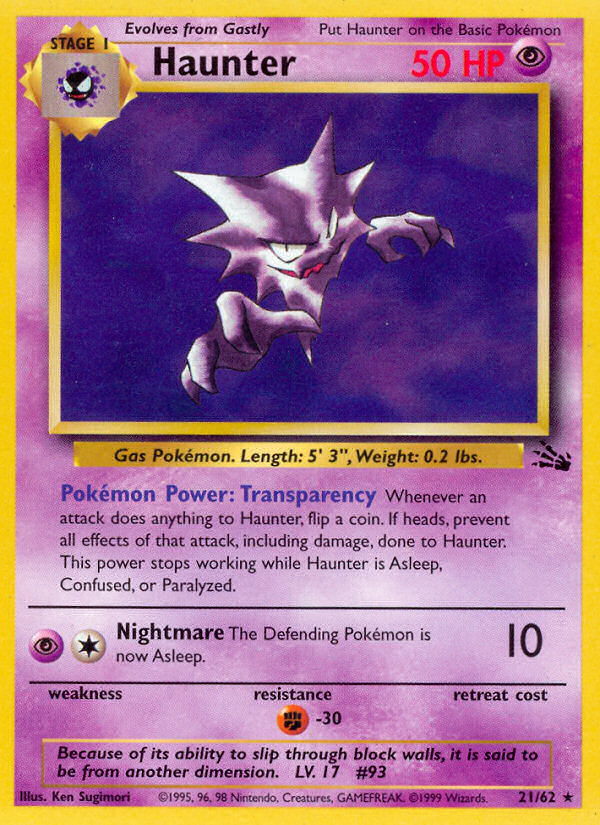 Evolves from Gastly Put Haunter on the Basic Pokémon
STAGE 1
Haunter 50 HP
Gas Pokémon. Length: 5' 3", Weight: 0.2 lbs.
Pokémon Power: Transparency Whenever an
attack does anything to Haunter, flip a coin. If heads, prevent
all effects of that attack, including damage, done to Haunter.
This power stops working while Haunter is Asleep,
Confused, or Paralyzed.
Nightmare The Defending Pokémon is
now Asleep.
10
weakness resistance retreat cost
-30
Because of its ability to slip through block walls, it is said to
be from another dimension. LV. 17 #93
Illus. Ken Sugimori ©1995, 96, 98 Nintendo, Creatures, GAMEFREAK. ©1999 Wizards. 21/62 ★